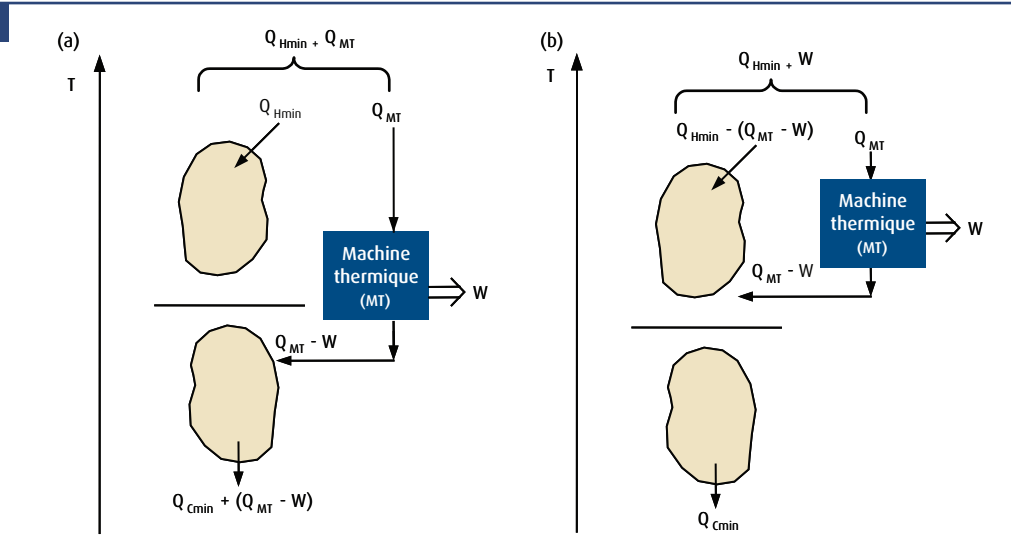 (a)
Q Hmin + Q MT
T
Q Hmin
Q MT
Machine
thermique
(MT)
W
Q MT - W
Q Cmin + (Q MT - W)
(b)
Q Hmin + W
T
Q Hmin - (Q MT - W)
Q MT
Machine
thermique
(MT)
W
Q MT - W
Q Cmin